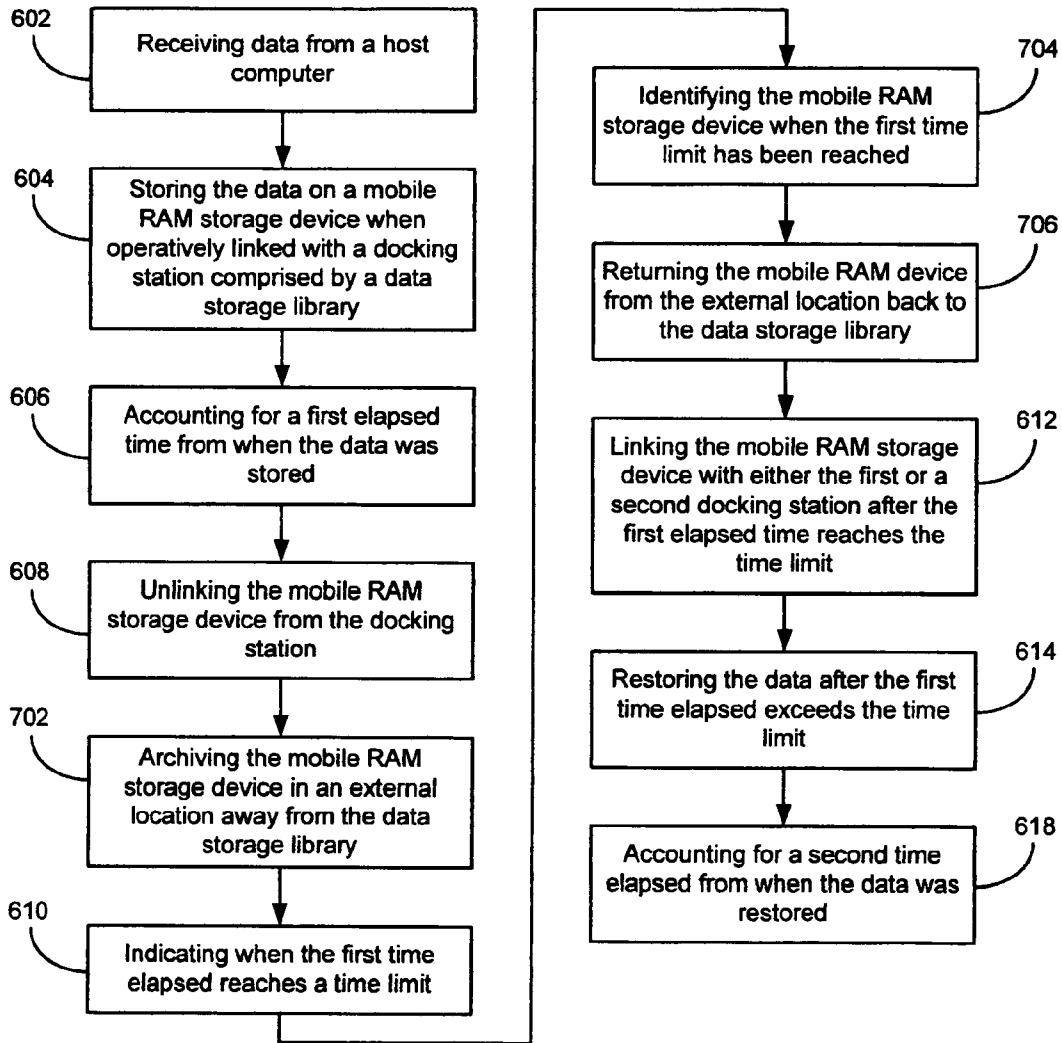 602
Receiving data from a host
computer
604
Storing the data on a mobile
RAM storage device when
operatively linked with a docking
station comprised by a data
storage library
606
Accounting for a first elapsed
time from when the data was
stored
608
Unlinking the mobile RAM
storage device from the docking
station
702
Archiving the mobile RAM
storage device in an external
location away from the data
storage library
610
Indicating when the first time
elapsed reaches a time limit
704
Identifying the mobile RAM
storage device when the first time
limit has been reached
706
Returning the mobile RAM device
from the external location back to
the data storage library
612
Linking the mobile RAM storage
device with either the first or a
second docking station after the
first elapsed time reaches the
time limit
614
Restoring the data after the first
time elapsed exceeds the time
limit
618
Accounting for a second time
elapsed from when the data was
restored